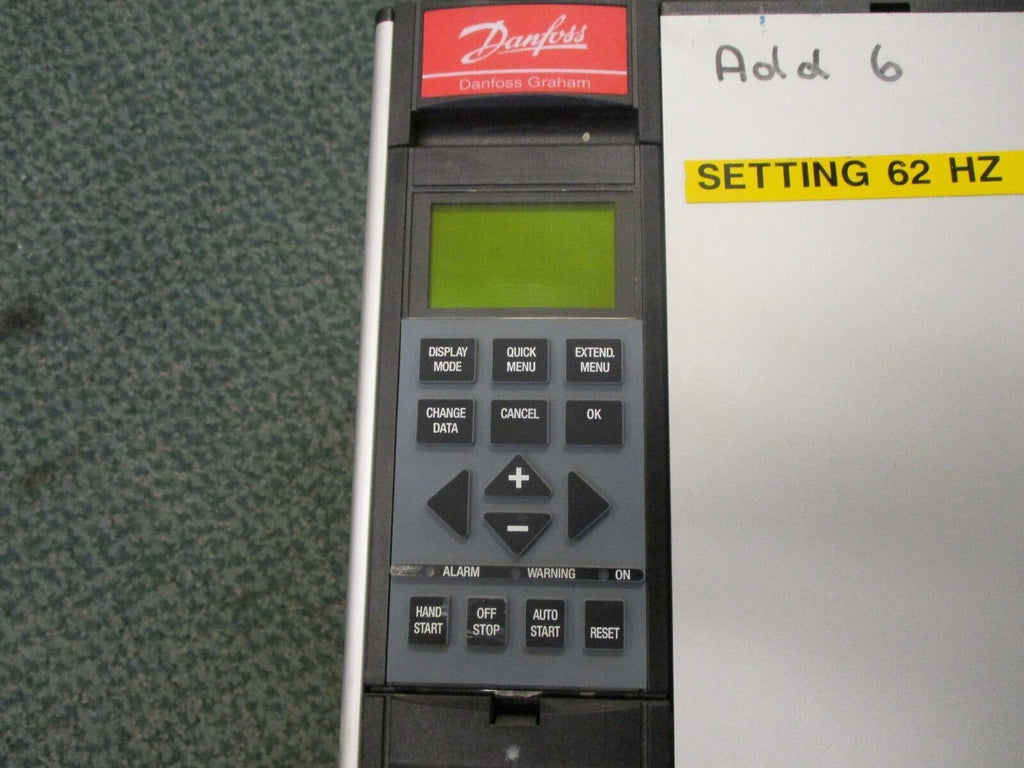 Danfoss
Danfoss Graham
Add 6
SETTING 62 HZ
DISPLAY
MODE
QUICK
MENU
EXTEND.
MENU
CHANGE
DATA
CANCEL
OK
+
−
ALARM
WARNING
ON
HAND
START
OFF
STOP
AUTO
START
RESET